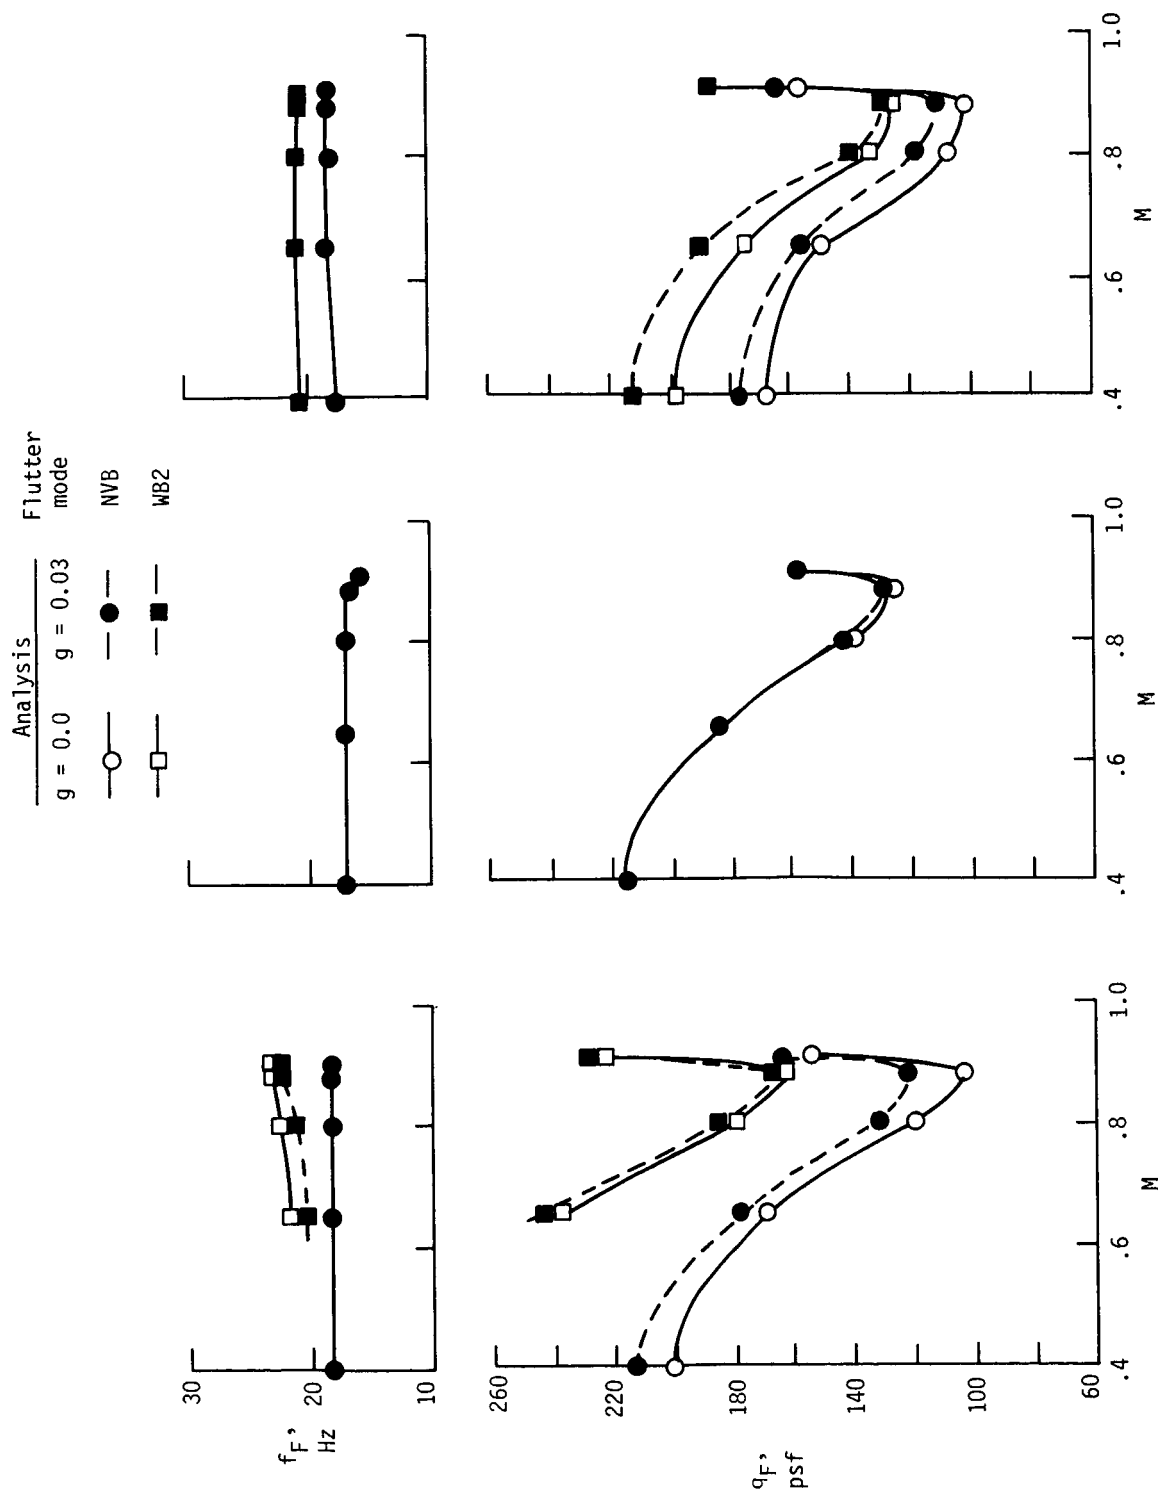 Analysis
Flutter
g = 0.0 g = 0.03 mode
NVB
WB2
30
20
10
f_F,
Hz
260
220
180
140
100
60
q_F,
psf
.4 .6 .8 1.0
M
.4 .6 .8 1.0
M
.4 .6 .8 1.0
M